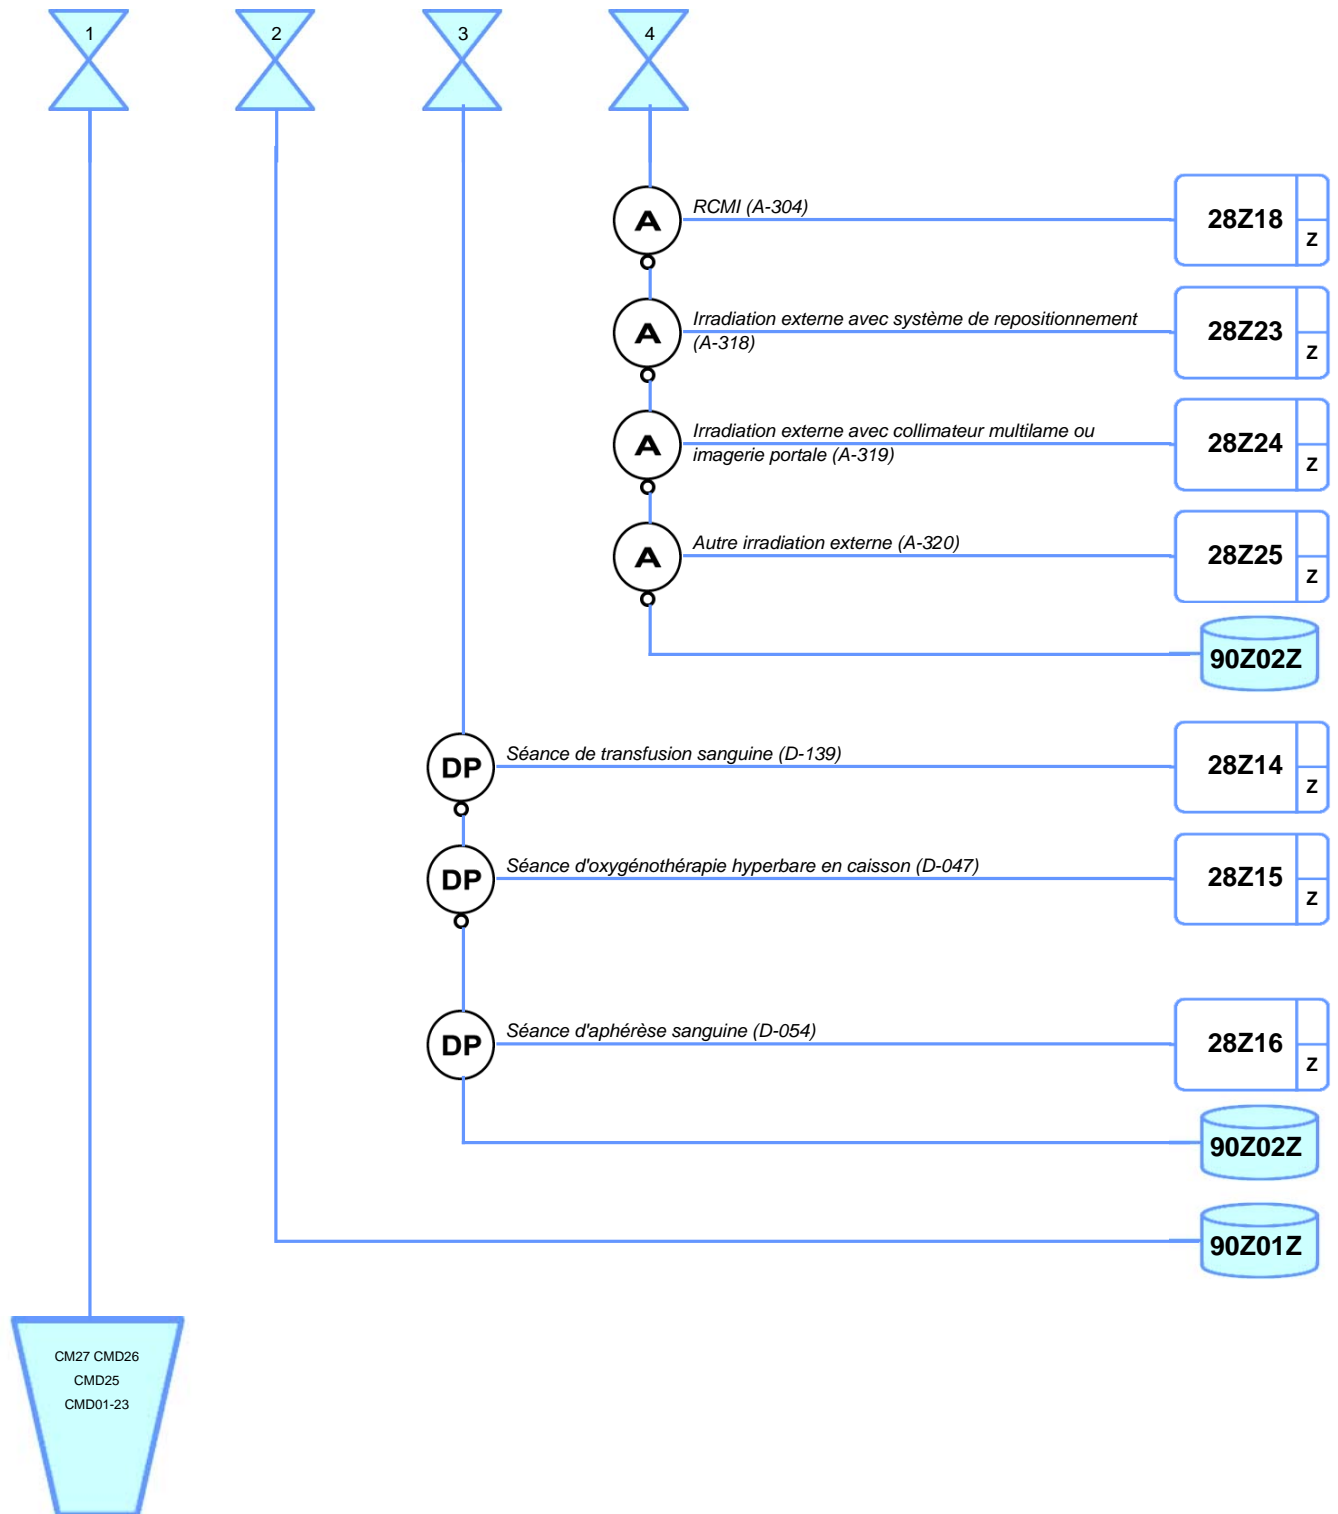 1
2
3
4
A
RCMI (A-304)
28Z18
Z
A
Irradiation externe avec système de repositionnement
(A-318)
28Z23
Z
A
Irradiation externe avec collimateur multilame ou
imagerie portale (A-319)
28Z24
Z
A
Autre irradiation externe (A-320)
28Z25
Z
90Z02Z
DP
Séance de transfusion sanguine (D-139)
28Z14
Z
DP
Séance d'oxygénothérapie hyperbare en caisson (D-047)
28Z15
Z
DP
Séance d'aphérèse sanguine (D-054)
28Z16
Z
90Z02Z
90Z01Z
CM27 CMD26
CMD25
CMD01-23